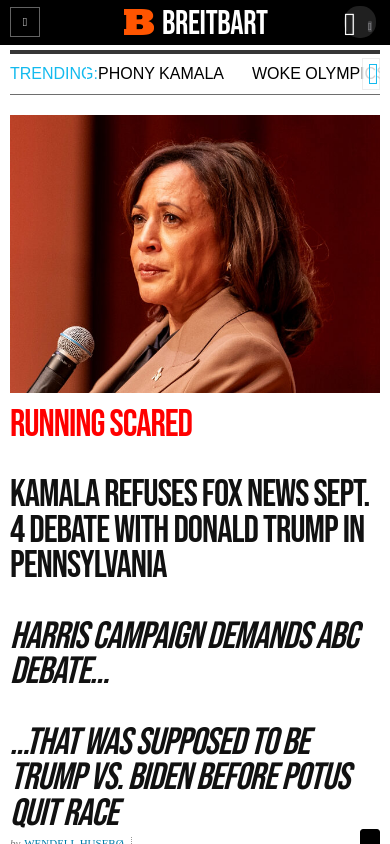 B BREITBART
TRENDING: PHONY KAMALA WOKE OLYMPICS
RUNNING SCARED
KAMALA REFUSES FOX NEWS SEPT.
4 DEBATE WITH DONALD TRUMP IN
PENNSYLVANIA
HARRIS CAMPAIGN DEMANDS ABC
DEBATE...
...THAT WAS SUPPOSED TO BE
TRUMP VS. BIDEN BEFORE POTUS
QUIT RACE
by WENDELL HUSEBØ